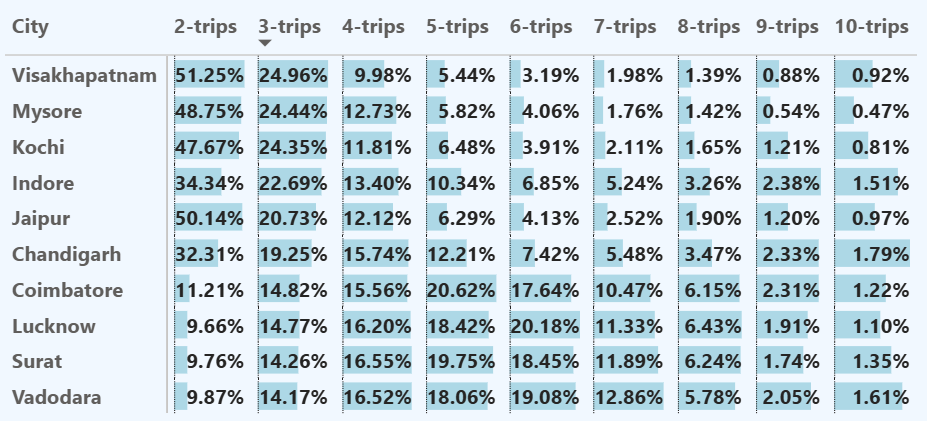 City 2-trips 3-trips 4-trips 5-trips 6-trips 7-trips 8-trips 9-trips 10-trips
Visakhapatnam 51.25% 24.96% 9.98% 5.44% 3.19% 1.98% 1.39% 0.88% 0.92%
Mysore 48.75% 24.44% 12.73% 5.82% 4.06% 1.76% 1.42% 0.54% 0.47%
Kochi 47.67% 24.35% 11.81% 6.48% 3.91% 2.11% 1.65% 1.21% 0.81%
Indore 34.34% 22.69% 13.40% 10.34% 6.85% 5.24% 3.26% 2.38% 1.51%
Jaipur 50.14% 20.73% 12.12% 6.29% 4.13% 2.52% 1.90% 1.20% 0.97%
Chandigarh 32.31% 19.25% 15.74% 12.21% 7.42% 5.48% 3.47% 2.33% 1.79%
Coimbatore 11.21% 14.82% 15.56% 20.62% 17.64% 10.47% 6.15% 2.31% 1.22%
Lucknow 9.66% 14.77% 16.20% 18.42% 20.18% 11.33% 6.43% 1.91% 1.10%
Surat 9.76% 14.26% 16.55% 19.75% 18.45% 11.89% 6.24% 1.74% 1.35%
Vadodara 9.87% 14.17% 16.52% 18.06% 19.08% 12.86% 5.78% 2.05% 1.61%